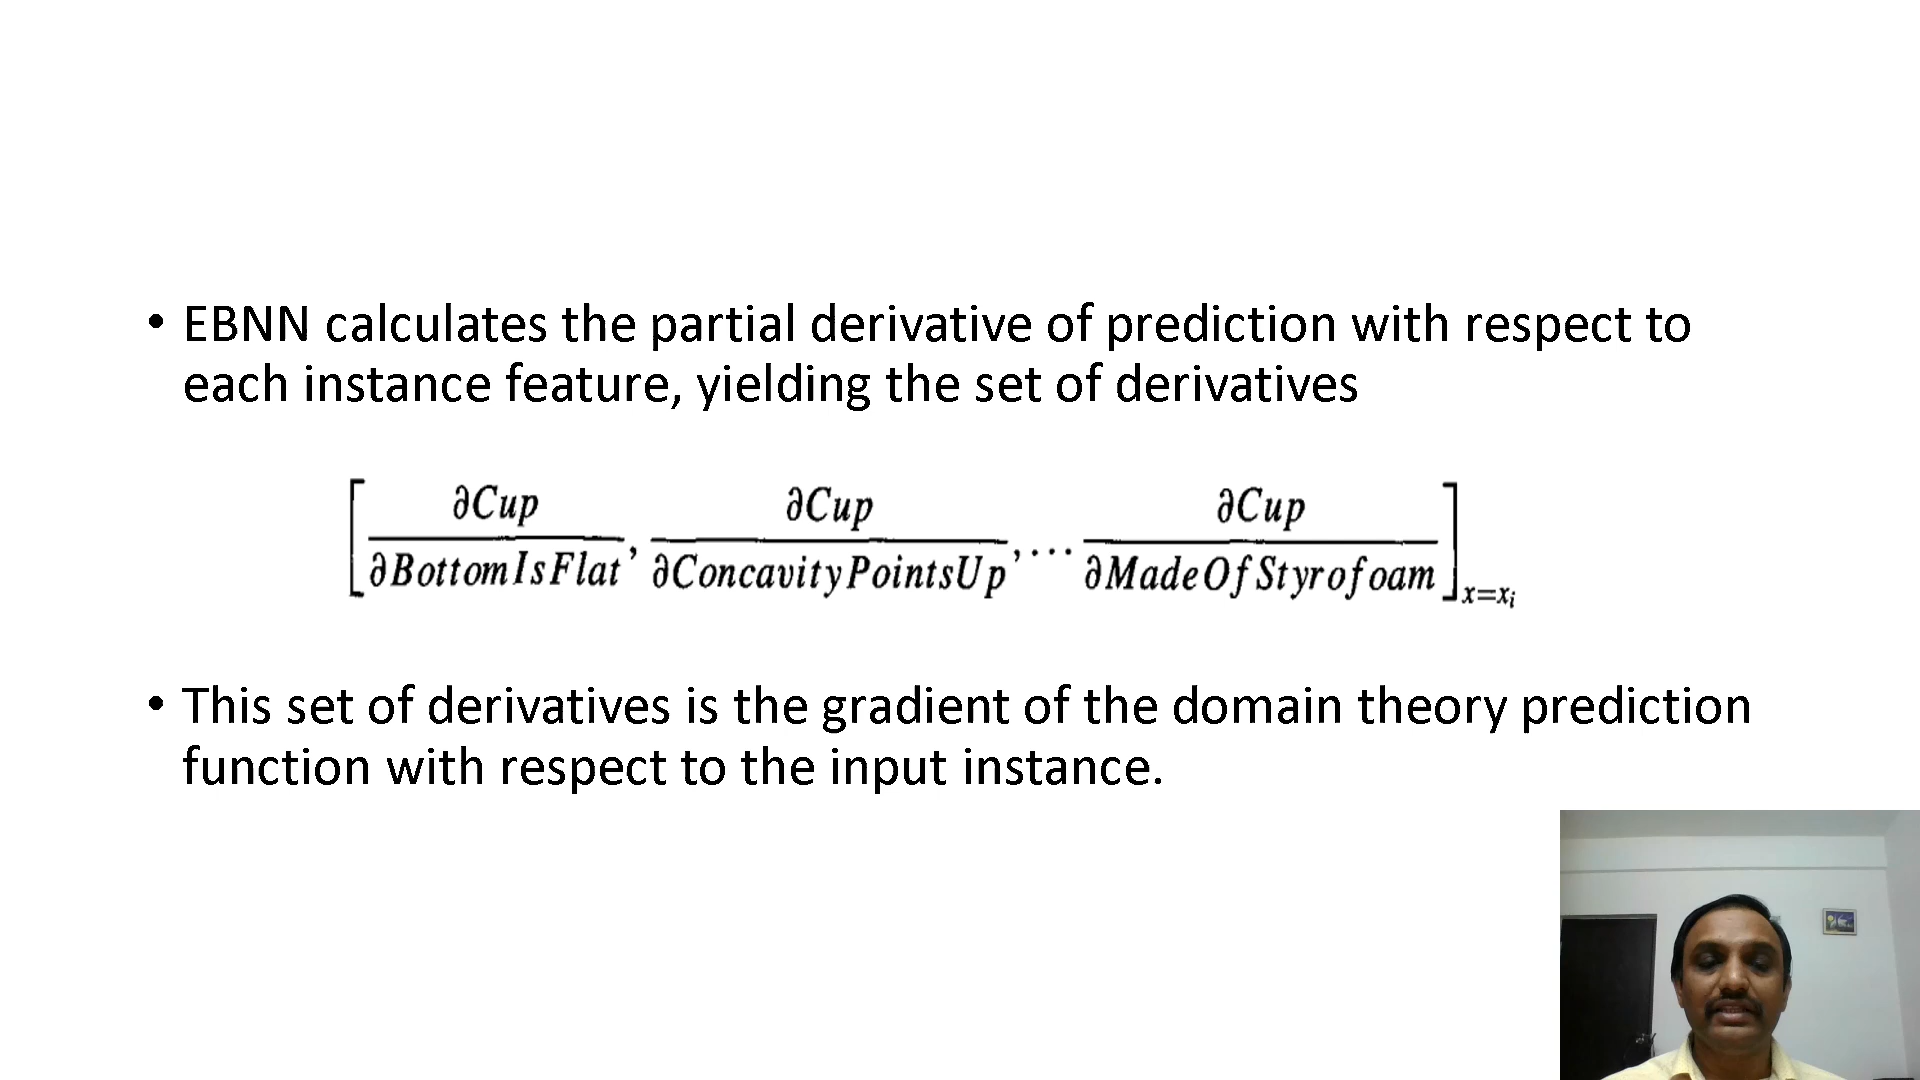 • EBNN calculates the partial derivative of prediction with respect to
each instance feature, yielding the set of derivatives
[ ∂Cup/∂BottomIsFlat, ∂Cup/∂ConcavityPointsUp, ··· ∂Cup/∂MadeOfStyrofoam ]x=xi
• This set of derivatives is the gradient of the domain theory prediction
function with respect to the input instance.